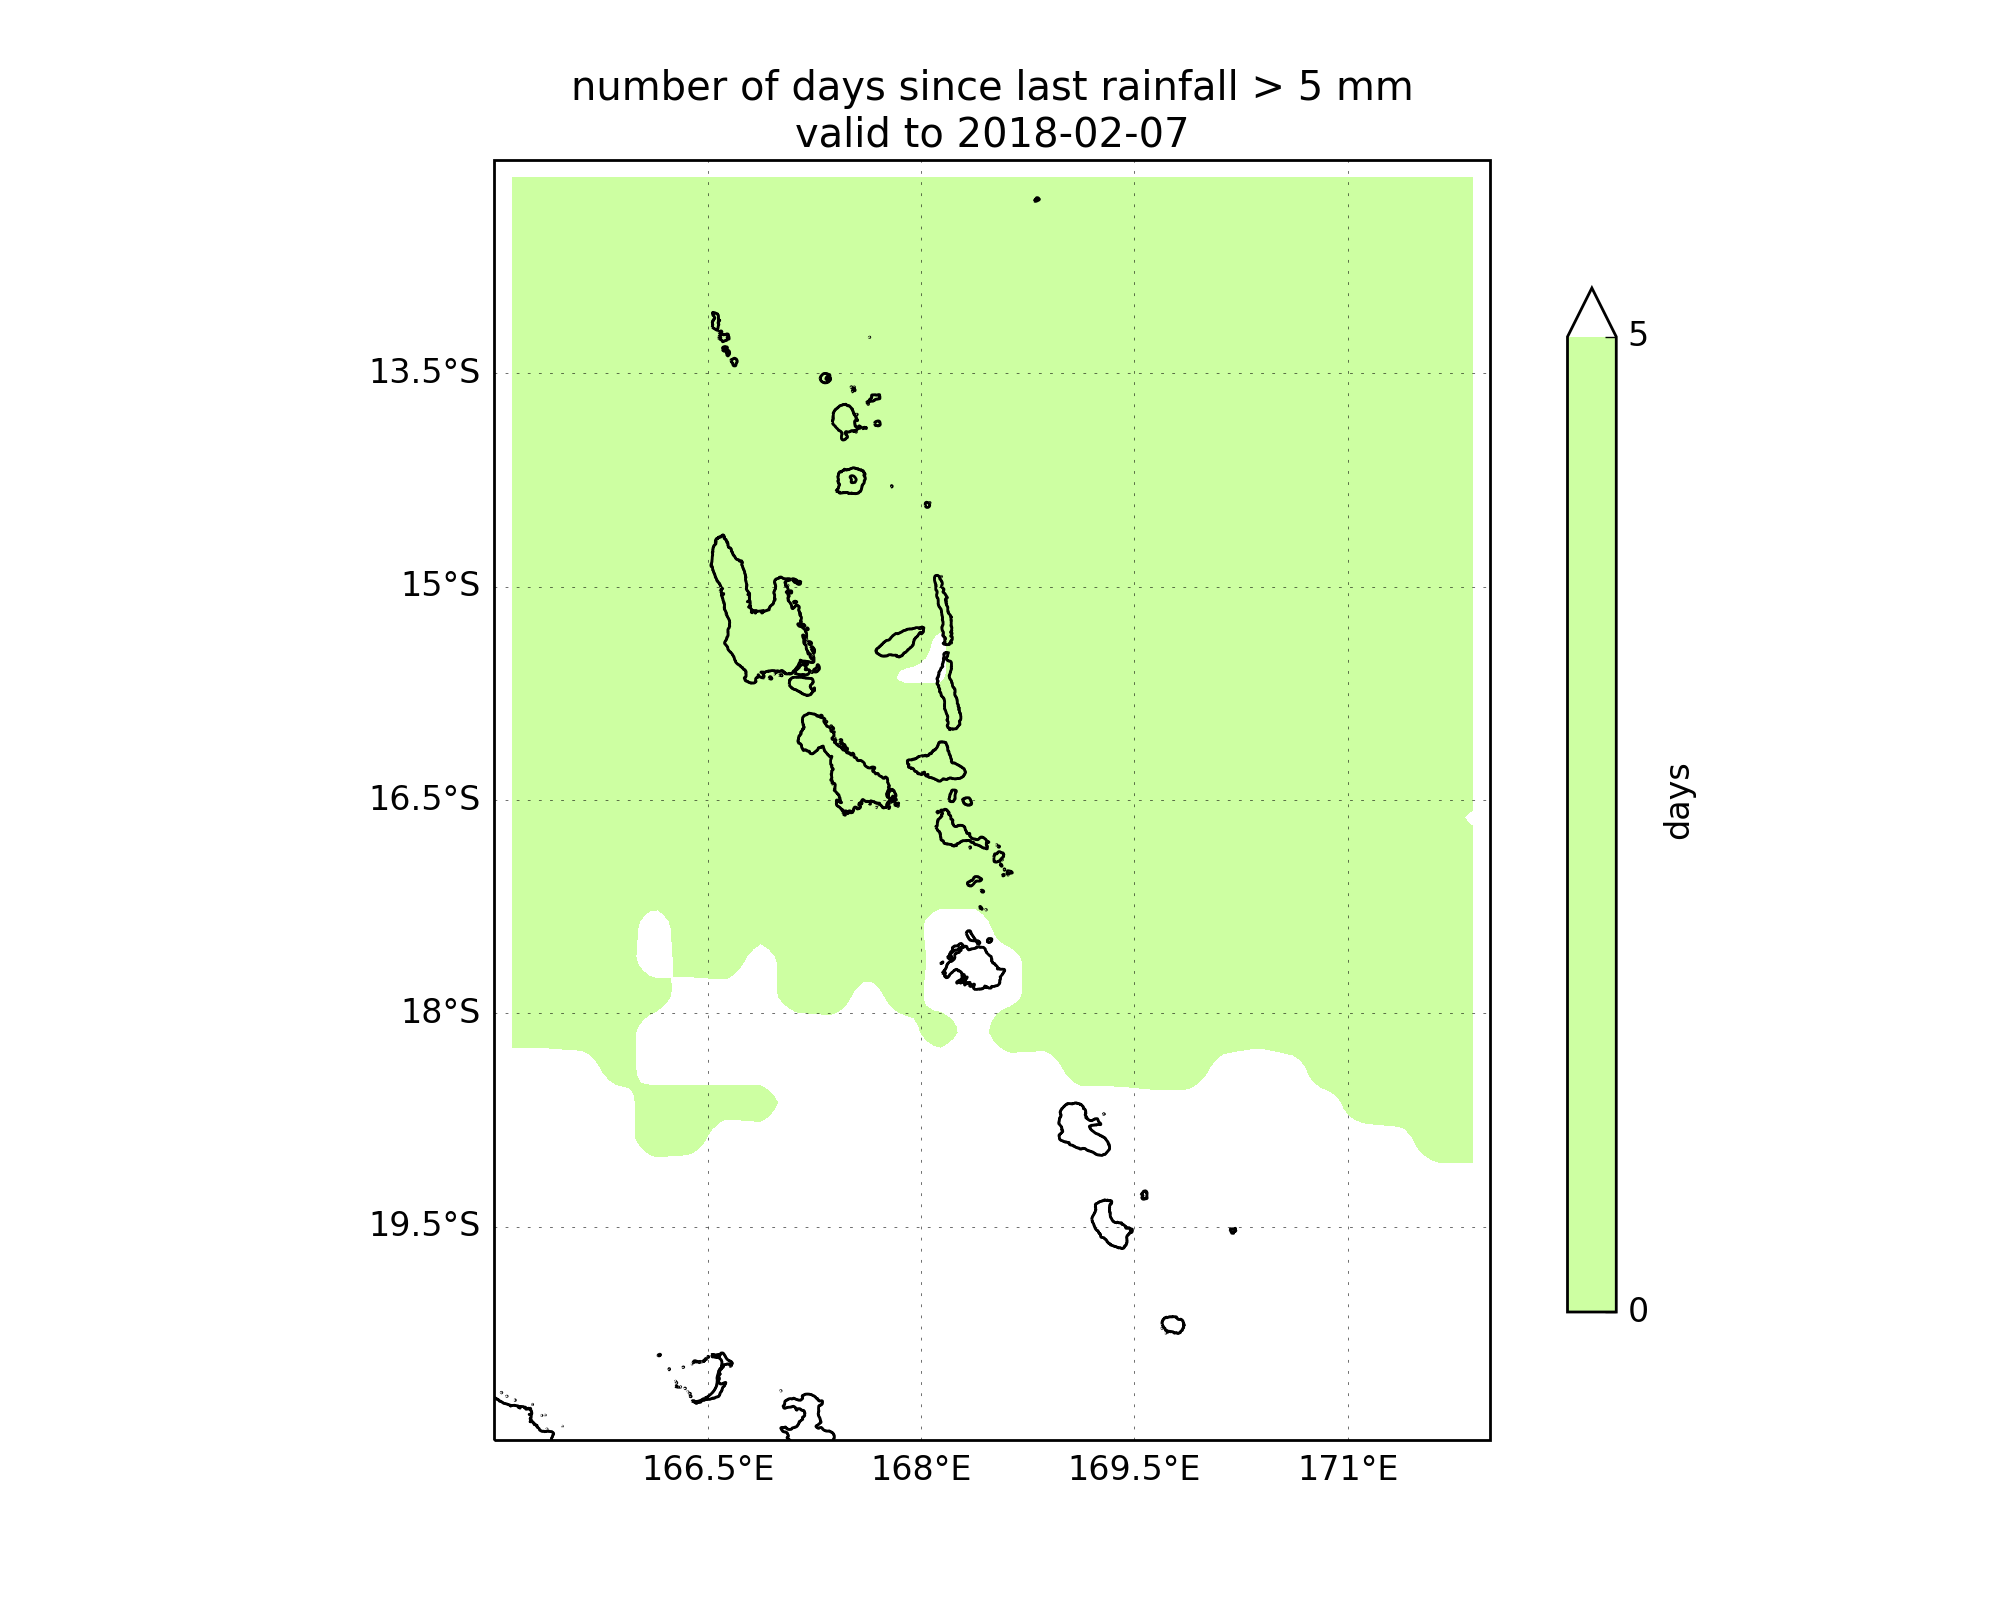 number of days since last rainfall > 5 mm
valid to 2018-02-07
13.5°S
15°S
16.5°S
18°S
19.5°S
166.5°E
168°E
169.5°E
171°E
5
0
days